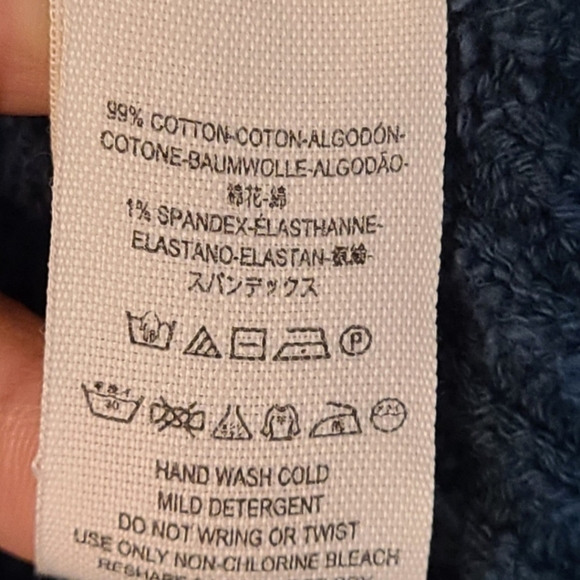 99% COTTON-COTON-ALGODÓN-
COTONE-BAUMWOLLE-ALGODÃO-
棉花-綿
1% SPANDEX-ÉLASTHANNE-
ELASTANO-ELASTAN-氨綸-
スパンデックス
HAND WASH COLD
MILD DETERGENT
DO NOT WRING OR TWIST
USE ONLY NON-CHLORINE BLEACH
RESHAPE